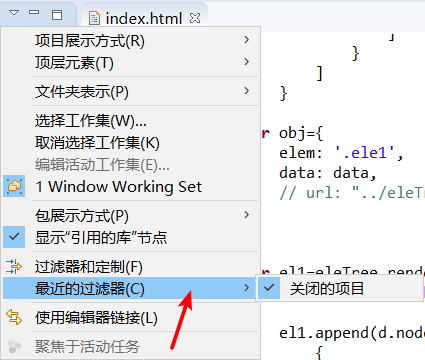 index.html
项目展示方式(R)
顶层元素(T)
文件夹表示(P)
选择工作集(W)...
取消选择工作集(K)
编辑活动工作集(E)...
1 Window Working Set
包展示方式(P)
显示“引用的库”节点
过滤器和定制(F)
最近的过滤器(C)
关闭的项目
使用编辑器链接(L)
聚焦于活动任务
]
}
]
}
r obj={
elem: '.ele1',
data: data,
// url: "../eleT
r el1=eleTree.rende
el1.append(d.node
{